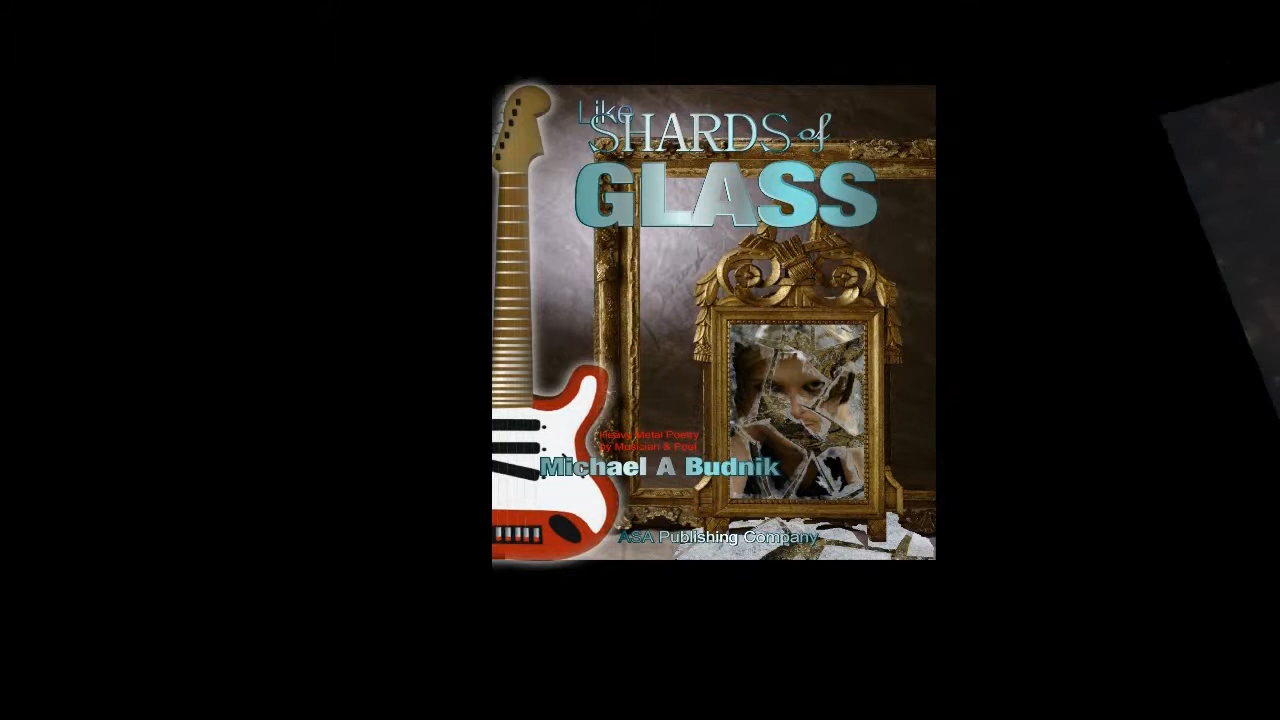 Like
SHARDS of
GLASS
Heavy Metal Poetry
by Musician & Poet
Michael A Budnik
ASA Publishing Company